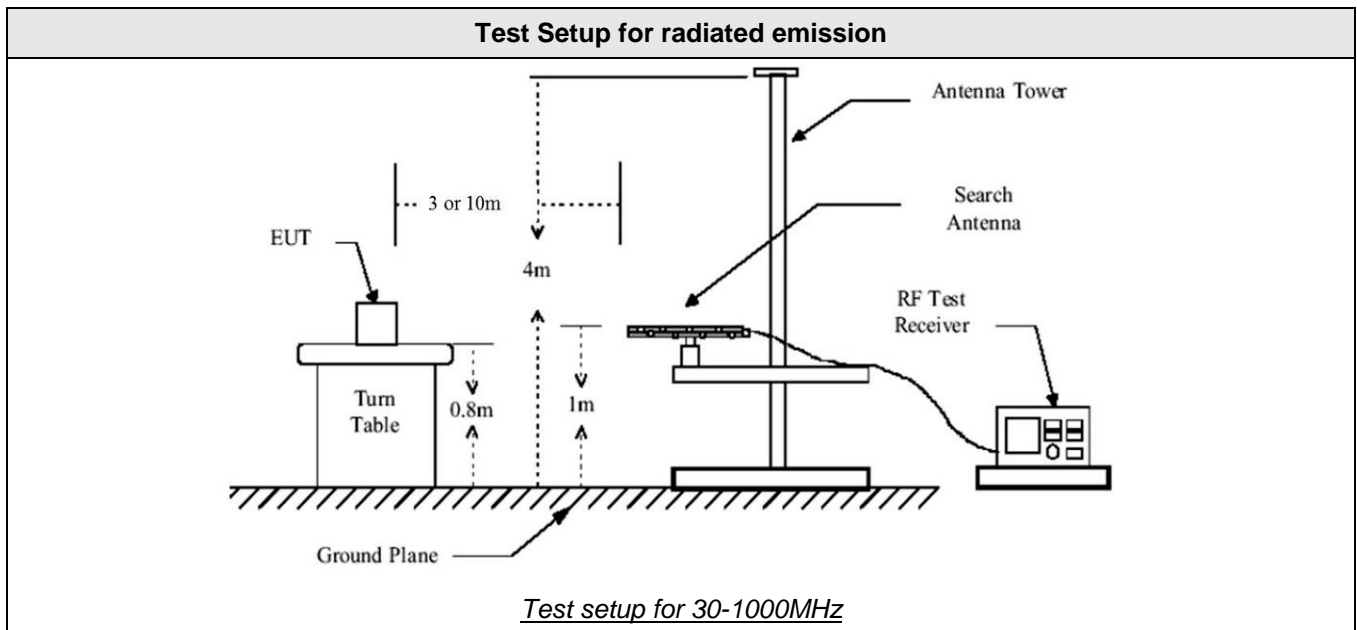 Test Setup for radiated emission
Antenna Tower
3 or 10m
Search
Antenna
EUT
4m
RF Test
Receiver
Turn
Table
0.8m
1m
Ground Plane
Test setup for 30-1000MHz